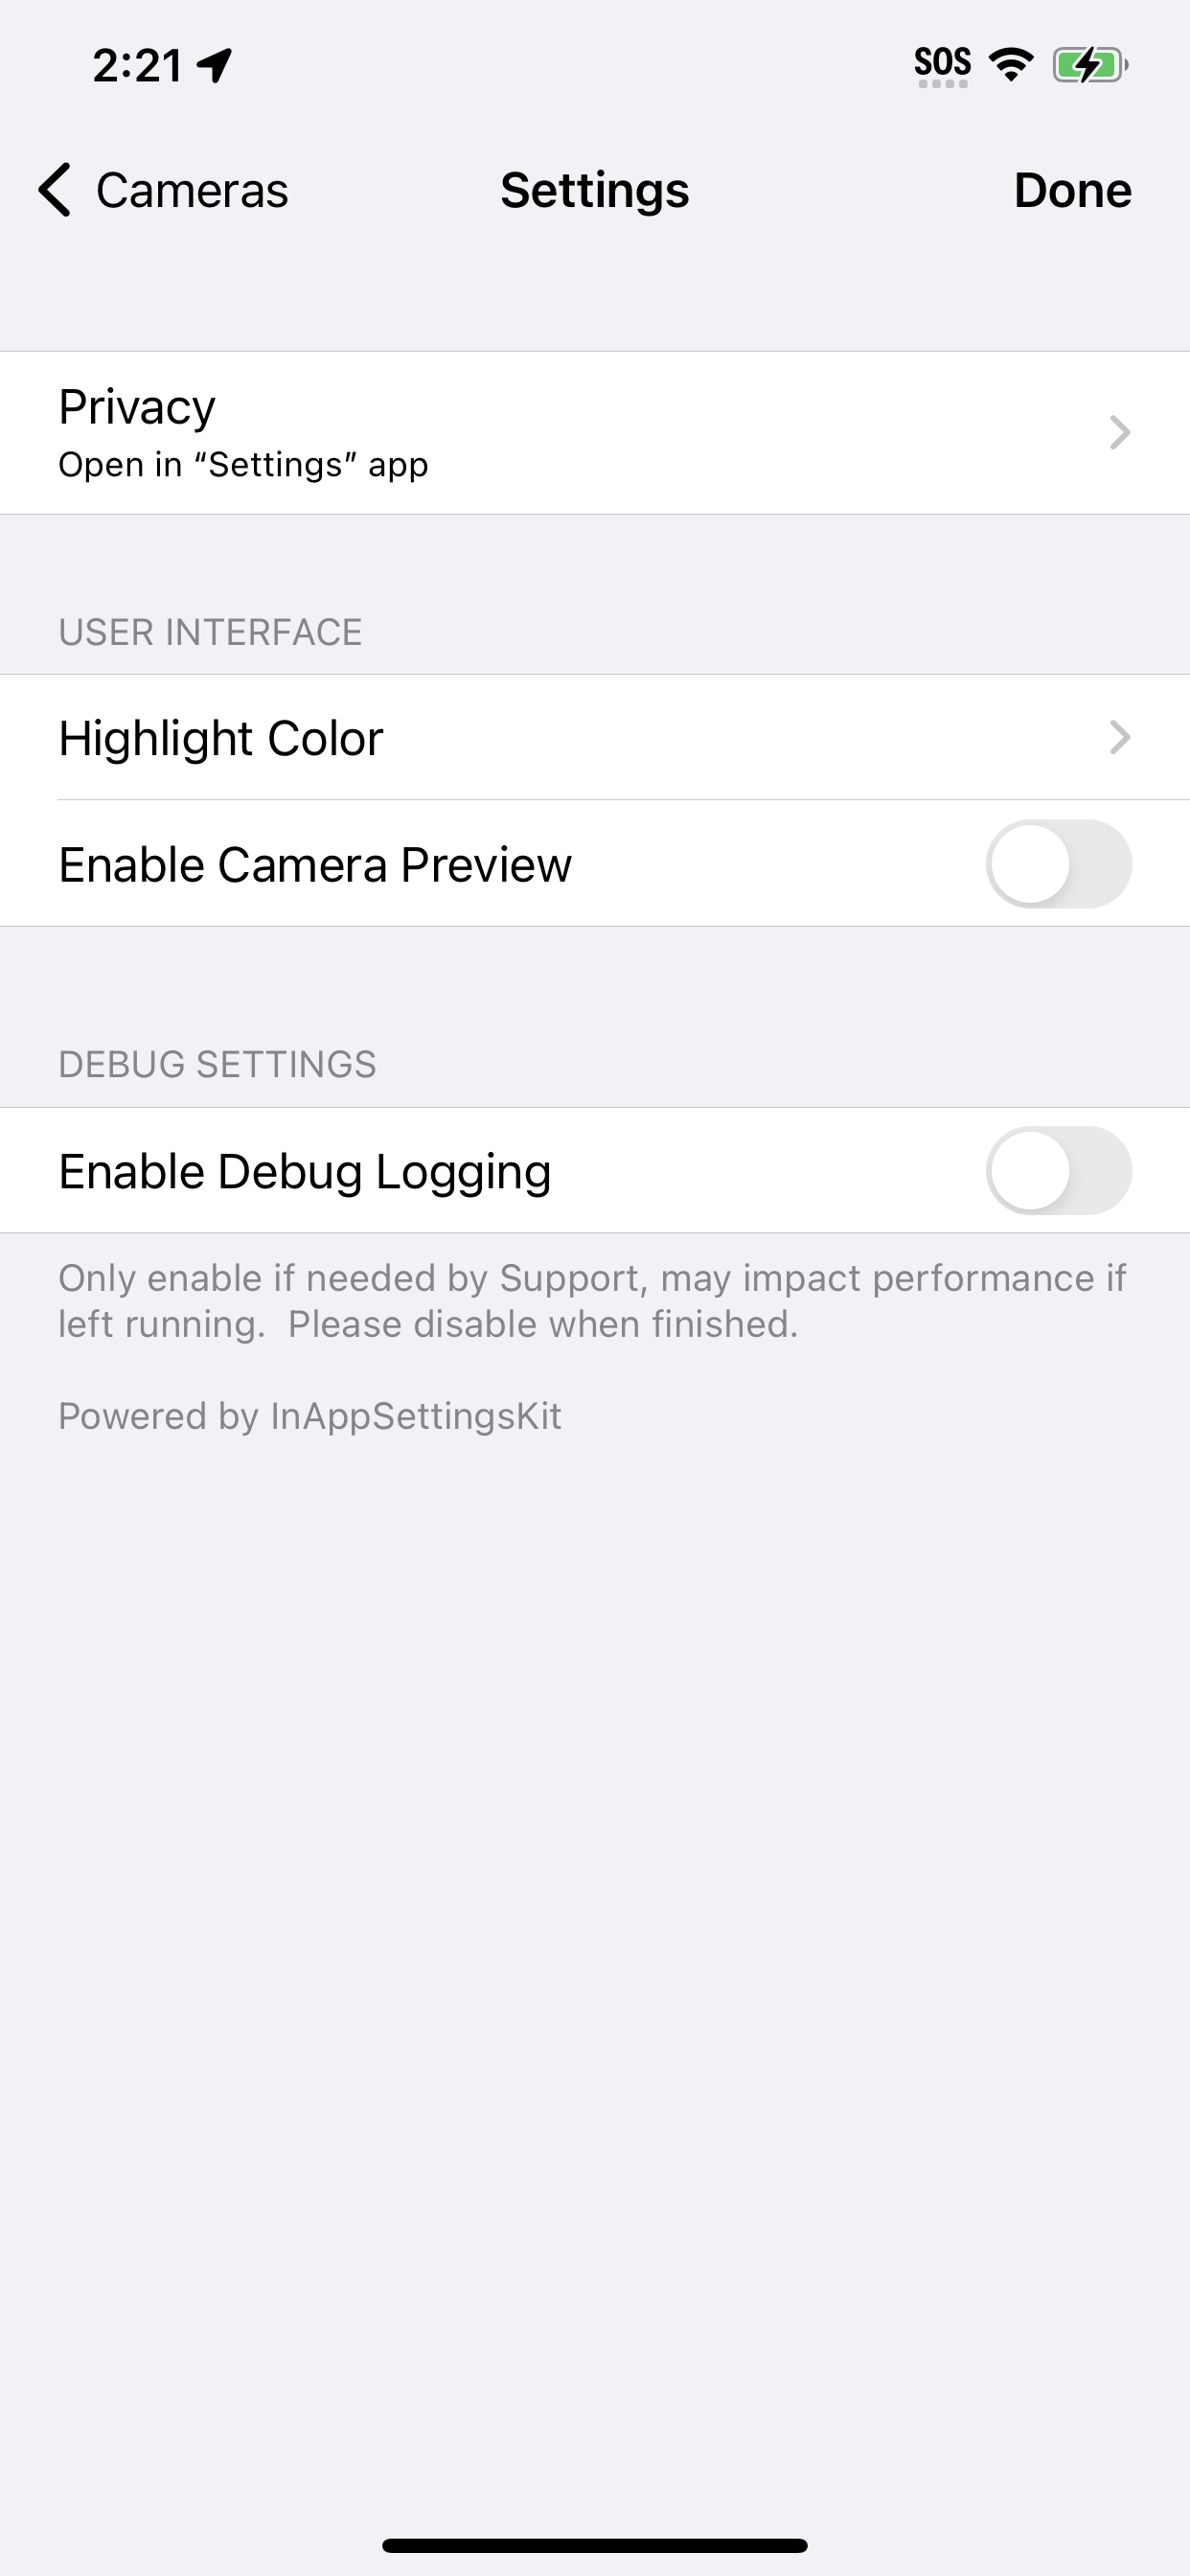 2:21
SOS
Cameras
Settings
Done
Privacy
Open in “Settings” app
USER INTERFACE
Highlight Color
Enable Camera Preview
DEBUG SETTINGS
Enable Debug Logging
Only enable if needed by Support, may impact performance if
left running.  Please disable when finished.
Powered by InAppSettingsKit